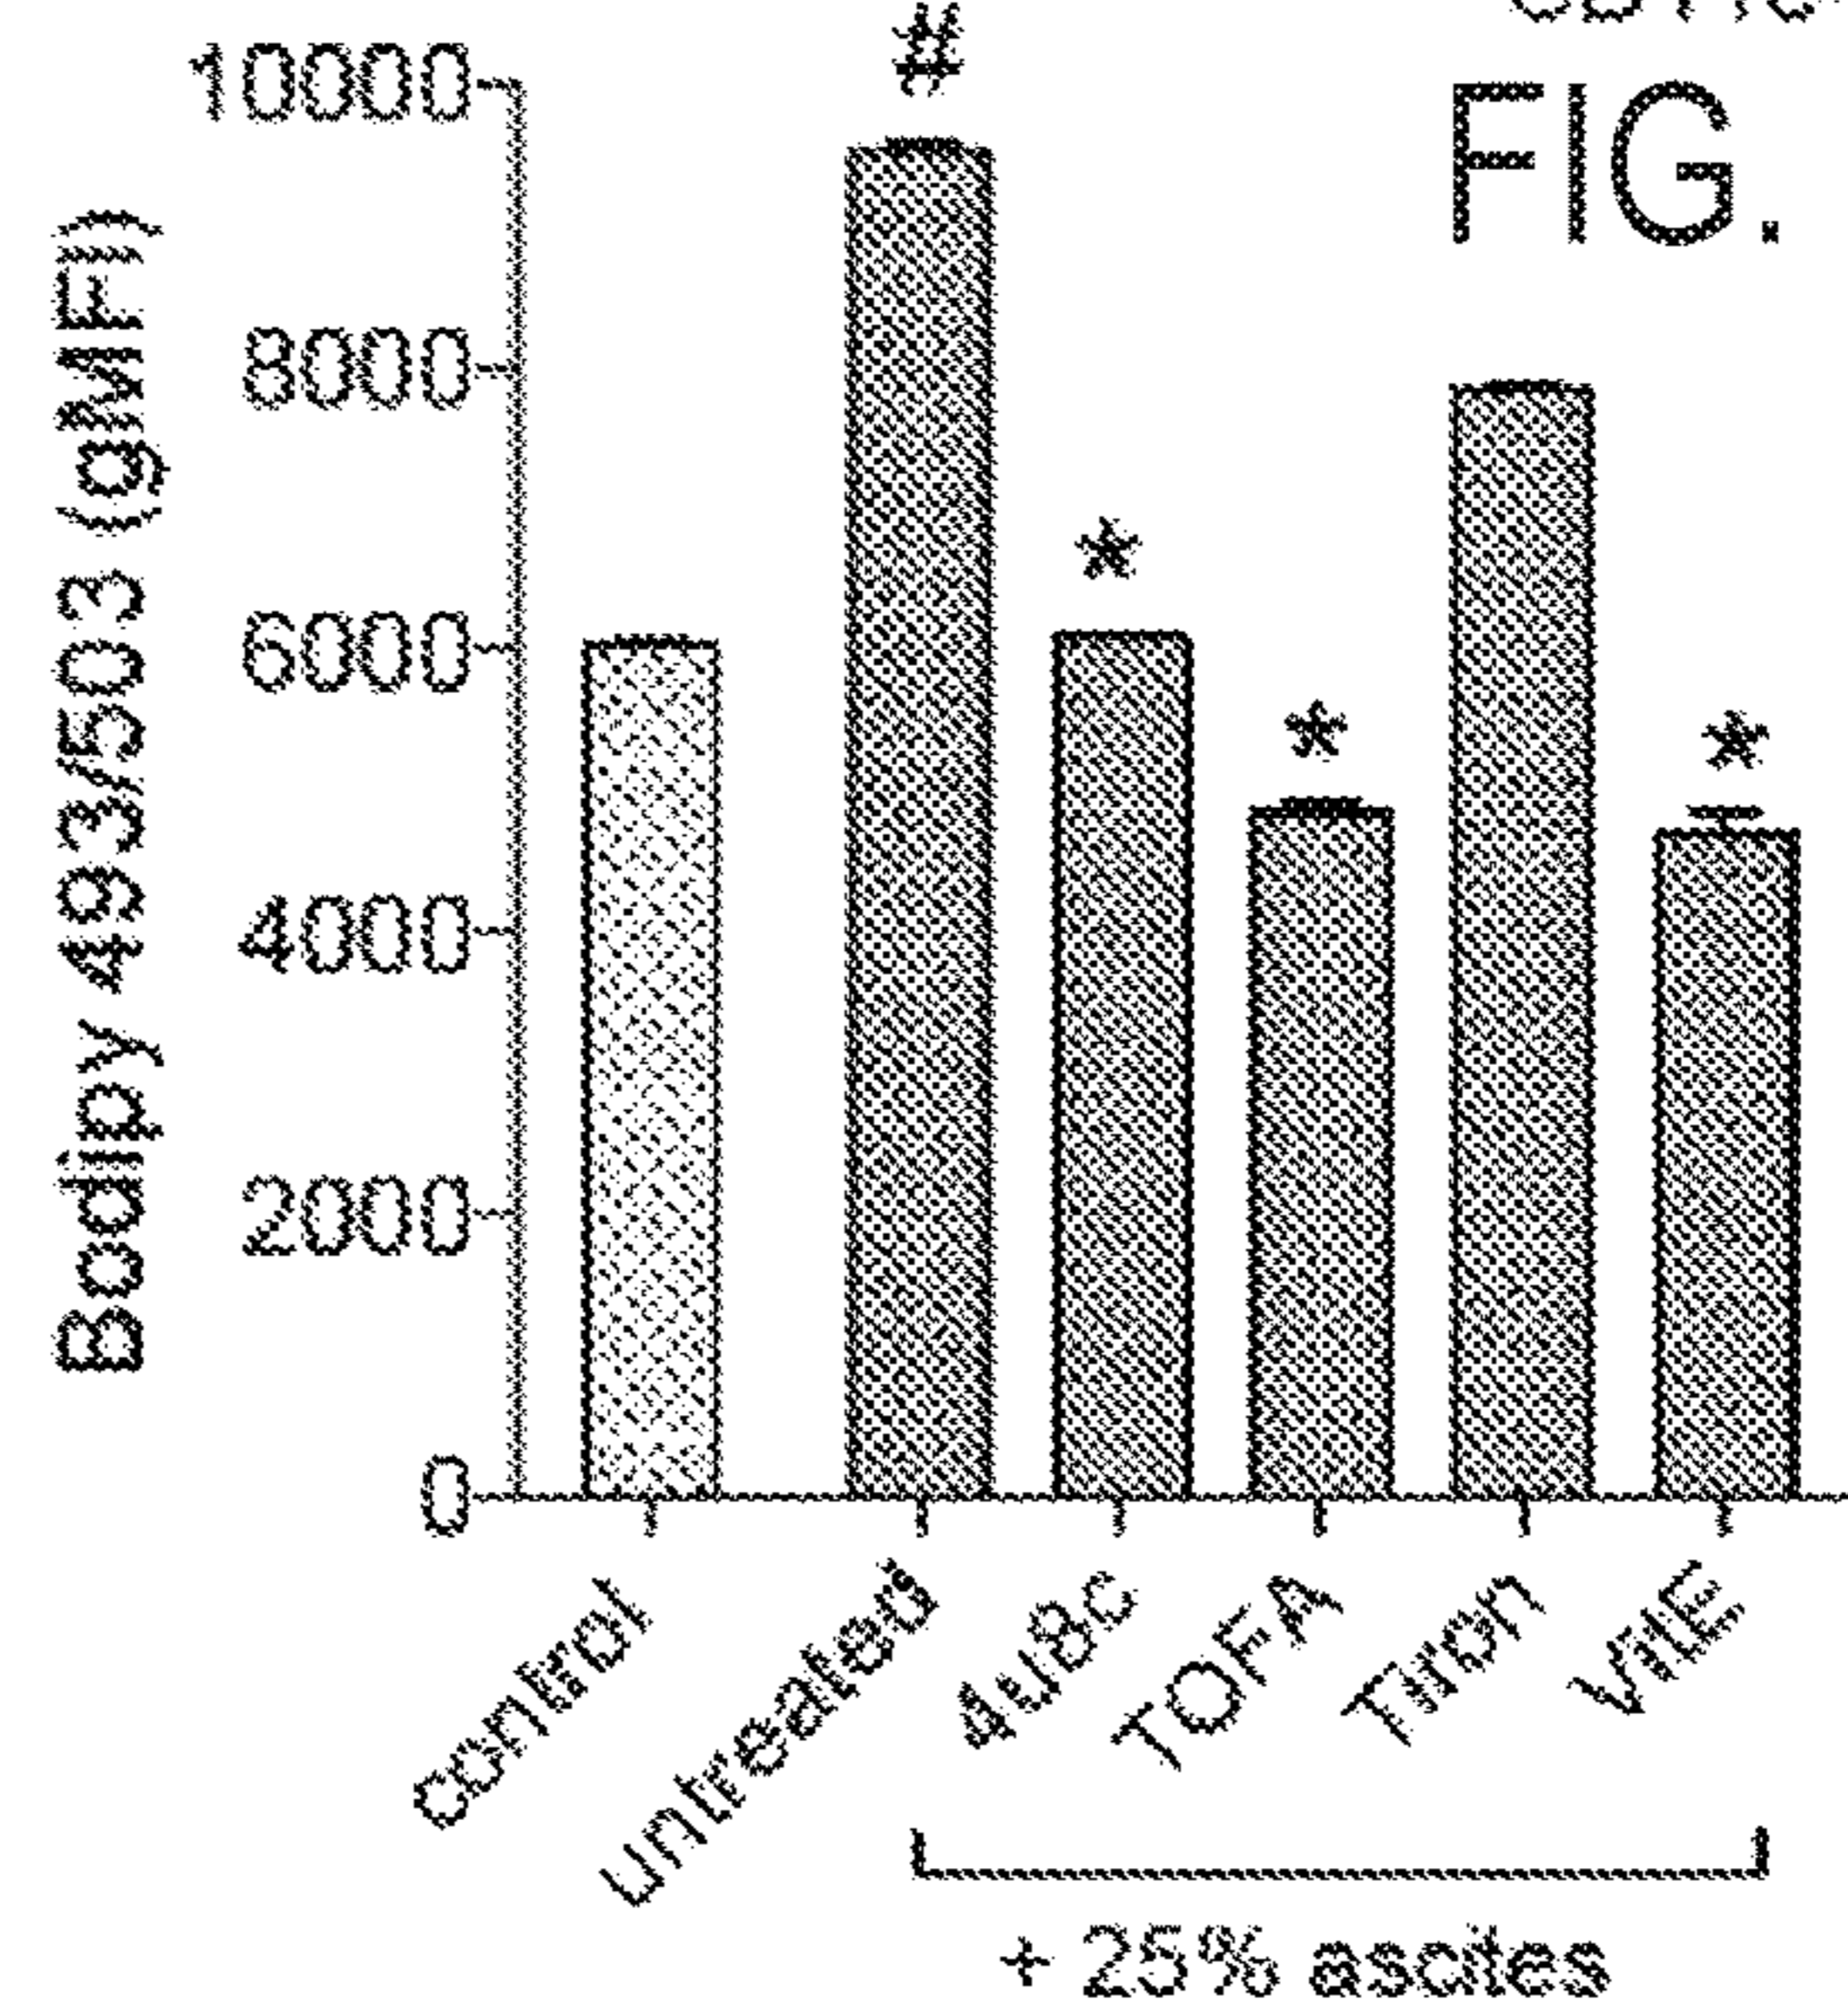 FIG.
Bodipy 493/503 (gMFI)
10000
8000
6000
4000
2000
0
#
*
*
*
control
untreated
4u8c
TOFA
Tiron
VitE
+ 25% ascites